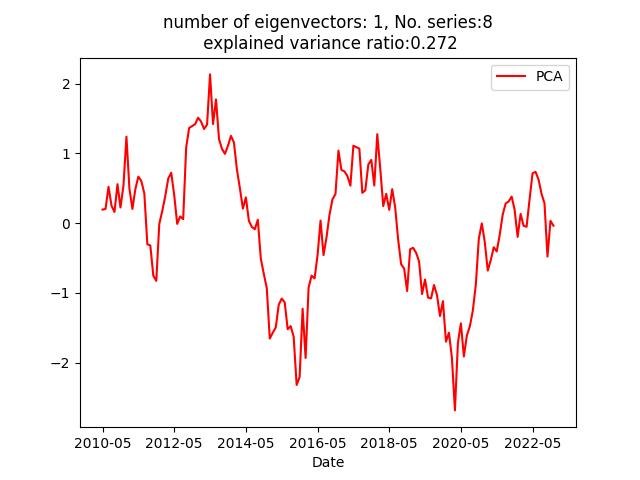 number of eigenvectors: 1, No. series:8
explained variance ratio:0.272
PCA
2
1
0
−1
−2
2010-05 2012-05 2014-05 2016-05 2018-05 2020-05 2022-05
Date